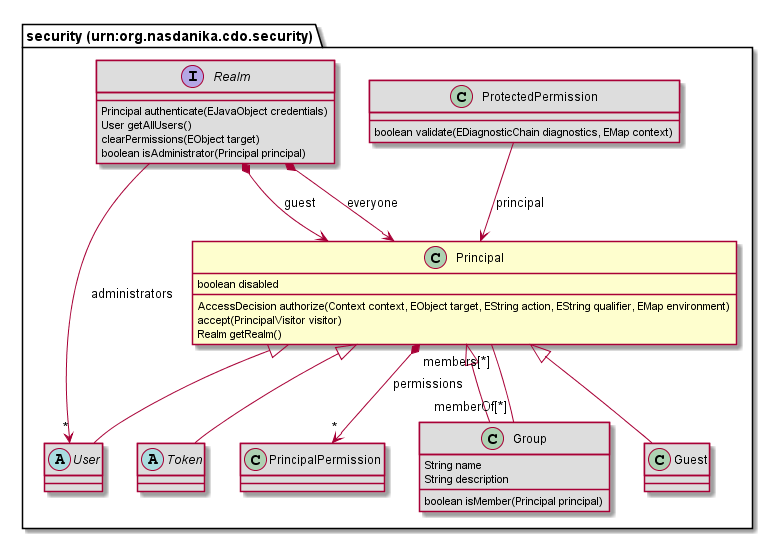 security (urn:org.nasdanika.cdo.security)
I Realm
Principal authenticate(EJavaObject credentials)
User getAllUsers()
clearPermissions(EObject target)
boolean isAdministrator(Principal principal)
C ProtectedPermission
boolean validate(EDiagnosticChain diagnostics, EMap context)
guest
everyone
principal
C Principal
boolean disabled
AccessDecision authorize(Context context, EObject target, EString action, EString qualifier, EMap environment)
accept(PrincipalVisitor visitor)
Realm getRealm()
administrators
members[*]
permissions
memberOf[*]
*
*
A User
A Token
C PrincipalPermission
C Group
String name
String description
boolean isMember(Principal principal)
C Guest